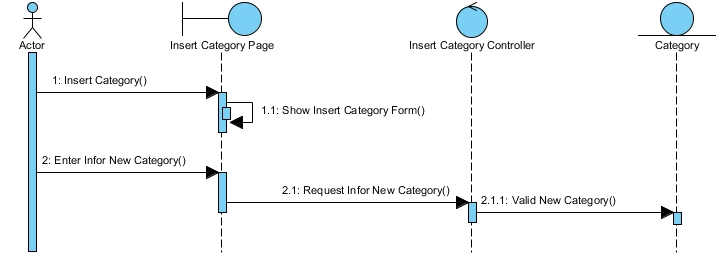 Actor
Insert Category Page
Insert Category Controller
Category
1: Insert Category()
1.1: Show Insert Category Form()
2: Enter Infor New Category()
2.1: Request Infor New Category()
2.1.1: Valid New Category()